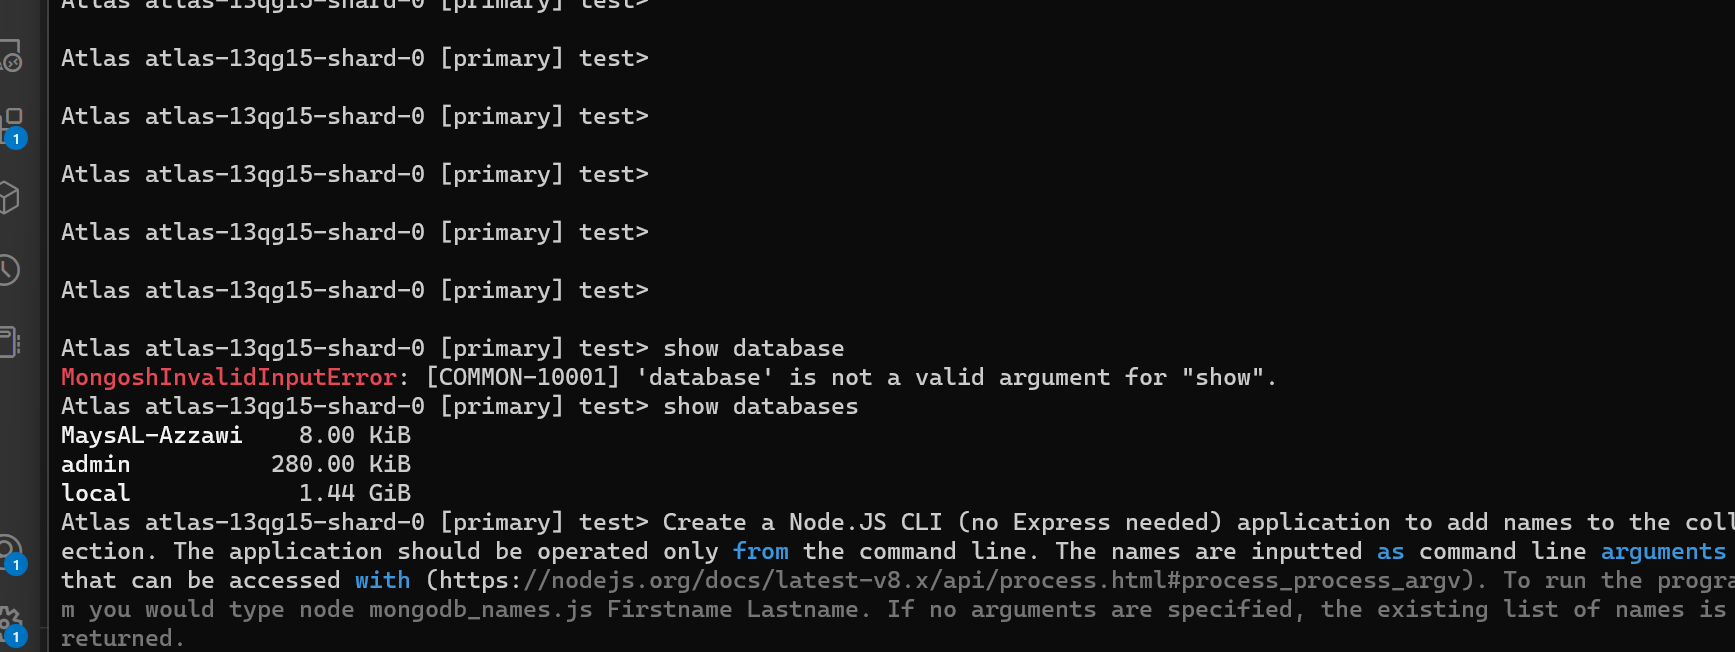 Atlas atlas-13qg15-shard-0 [primary] test>
Atlas atlas-13qg15-shard-0 [primary] test>
Atlas atlas-13qg15-shard-0 [primary] test>
Atlas atlas-13qg15-shard-0 [primary] test>
Atlas atlas-13qg15-shard-0 [primary] test>
Atlas atlas-13qg15-shard-0 [primary] test>
Atlas atlas-13qg15-shard-0 [primary] test> show database
MongoshInvalidInputError: [COMMON-10001] 'database' is not a valid argument for "show".
Atlas atlas-13qg15-shard-0 [primary] test> show databases
MaysAL-Azzawi    8.00 KiB
admin          280.00 KiB
local            1.44 GiB
Atlas atlas-13qg15-shard-0 [primary] test> Create a Node.JS CLI (no Express needed) application to add names to the coll
ection. The application should be operated only from the command line. The names are inputted as command line arguments
that can be accessed with (https://nodejs.org/docs/latest-v8.x/api/process.html#process_process_argv). To run the progra
m you would type node mongodb_names.js Firstname Lastname. If no arguments are specified, the existing list of names is
returned.
1
1
1